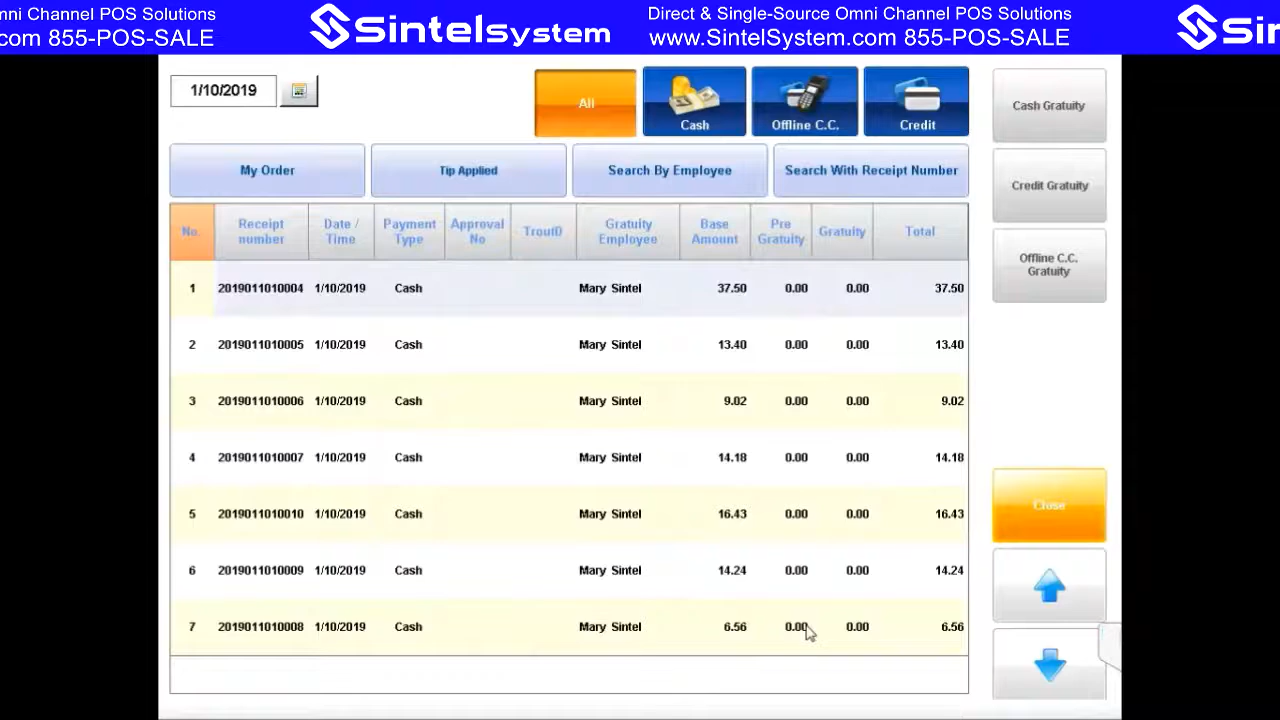 mni Channel POS Solutions
com 855-POS-SALE
Sintelsystem
Direct & Single-Source Omni Channel POS Solutions
www.SintelSystem.com 855-POS-SALE
Sin
1/10/2019
All
Cash
Offline C.C.
Credit
Cash Gratuity
My Order
Tip Applied
Search By Employee
Search With Receipt Number
Credit Gratuity
No. Receipt number Date / Time Payment Type Approval No TroutD Gratuity Employee Base Amount Pre Gratuity Gratuity Total
Offline C.C.
Gratuity
1 2019011010004 1/10/2019 Cash Mary Sintel 37.50 0.00 0.00 37.50
2 2019011010005 1/10/2019 Cash Mary Sintel 13.40 0.00 0.00 13.40
3 2019011010006 1/10/2019 Cash Mary Sintel 9.02 0.00 0.00 9.02
4 2019011010007 1/10/2019 Cash Mary Sintel 14.18 0.00 0.00 14.18
5 2019011010010 1/10/2019 Cash Mary Sintel 16.43 0.00 0.00 16.43
6 2019011010009 1/10/2019 Cash Mary Sintel 14.24 0.00 0.00 14.24
7 2019011010008 1/10/2019 Cash Mary Sintel 6.56 0.00 0.00 6.56
Close